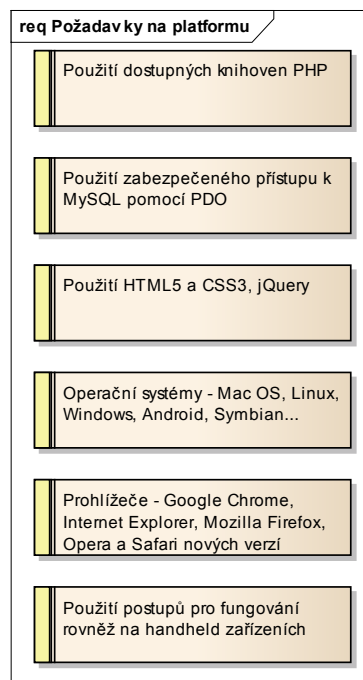 req Požadavky na platformu
Použití dostupných knihoven PHP
Použití zabezpečeného přístupu k
MySQL pomocí PDO
Použití HTML5 a CSS3, jQuery
Operační systémy - Mac OS, Linux,
Windows, Android, Symbian...
Prohlížeče - Google Chrome,
Internet Explorer, Mozilla Firefox,
Opera a Safari nových verzí
Použití postupů pro fungování
rovněž na handheld zařízeních